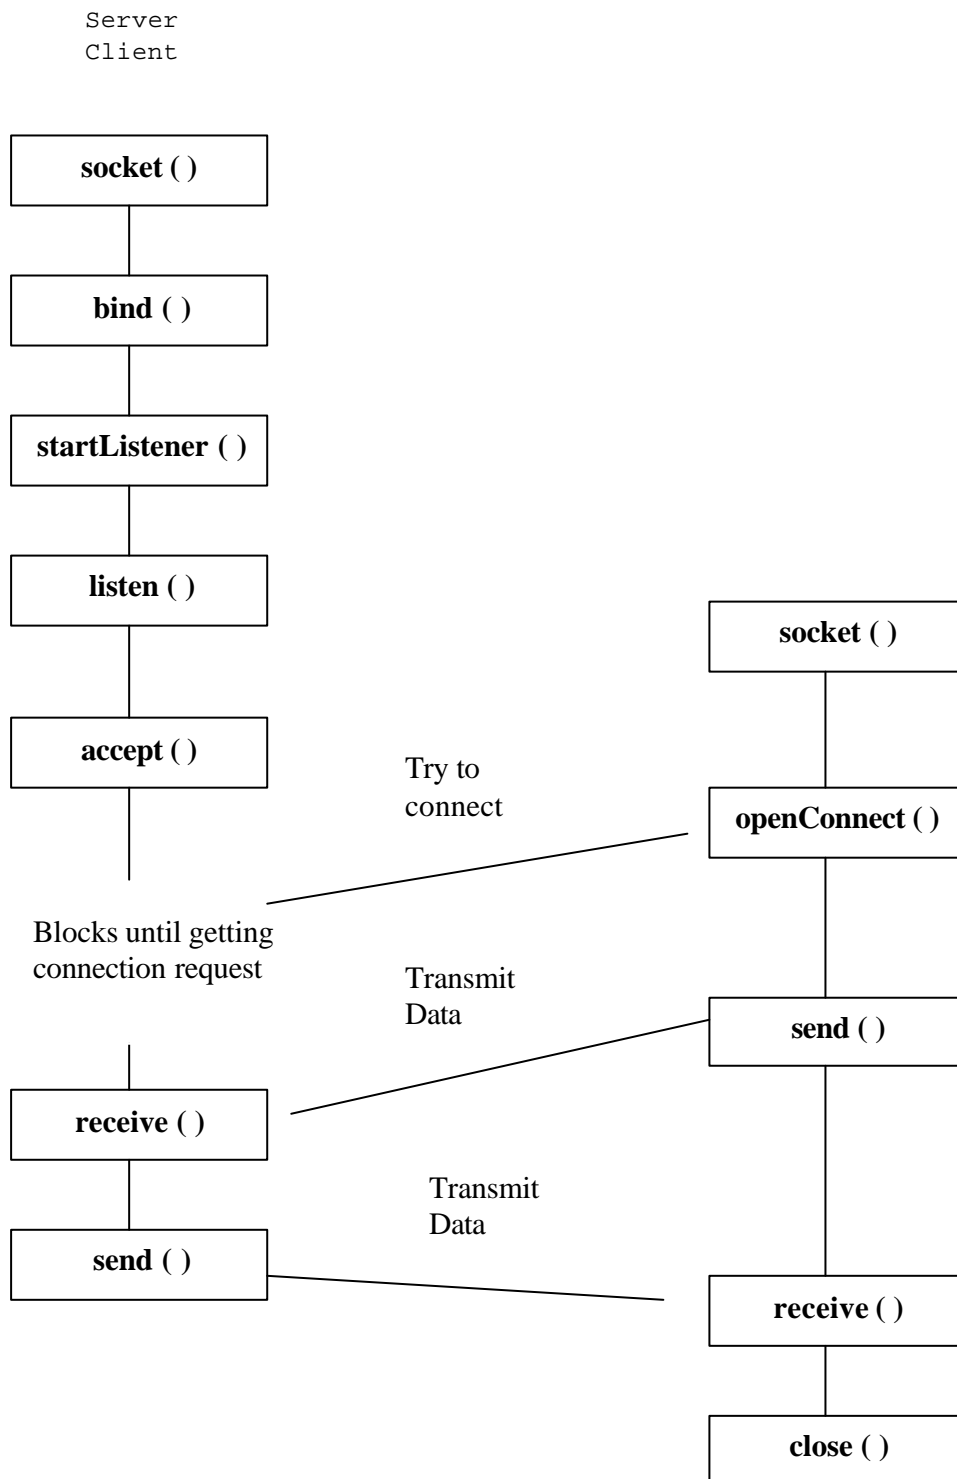 Server
Client
socket ( )
bind ( )
startListener ( )
listen ( )
accept ( )
Blocks until getting
connection request
receive ( )
send ( )
Try to
connect
Transmit
Data
Transmit
Data
socket ( )
openConnect ( )
send ( )
receive ( )
close ( )